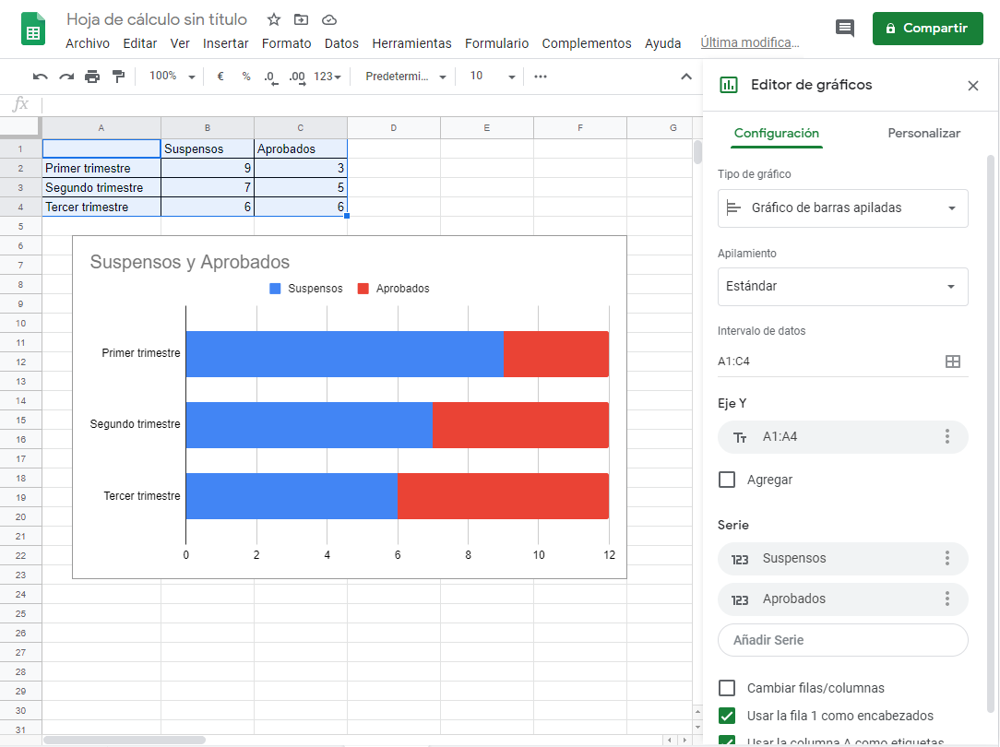 Hoja de cálculo sin título
Archivo Editar Ver Insertar Formato Datos Herramientas Formulario Complementos Ayuda Última modifica...
Compartir
100% € % .0 .00 123 Predetermi... 10
fx
A B C D E F G
1 Suspensos Aprobados
2 Primer trimestre 9 3
3 Segundo trimestre 7 5
4 Tercer trimestre 6 6
5
6
7
8
9
10
11
12
13
14
15
16
17
18
19
20
21
22
23
24
25
26
27
28
29
30
31
Suspensos y Aprobados
Suspensos Aprobados
Primer trimestre
Segundo trimestre
Tercer trimestre
0 2 4 6 8 10 12
Editor de gráficos
Configuración Personalizar
Tipo de gráfico
Gráfico de barras apiladas
Apilamiento
Estándar
Intervalo de datos
A1:C4
Eje Y
Tт A1:A4
Agregar
Serie
123 Suspensos
123 Aprobados
Añadir Serie
Cambiar filas/columnas
Usar la fila 1 como encabezados
Usar la columna A como etiquetas